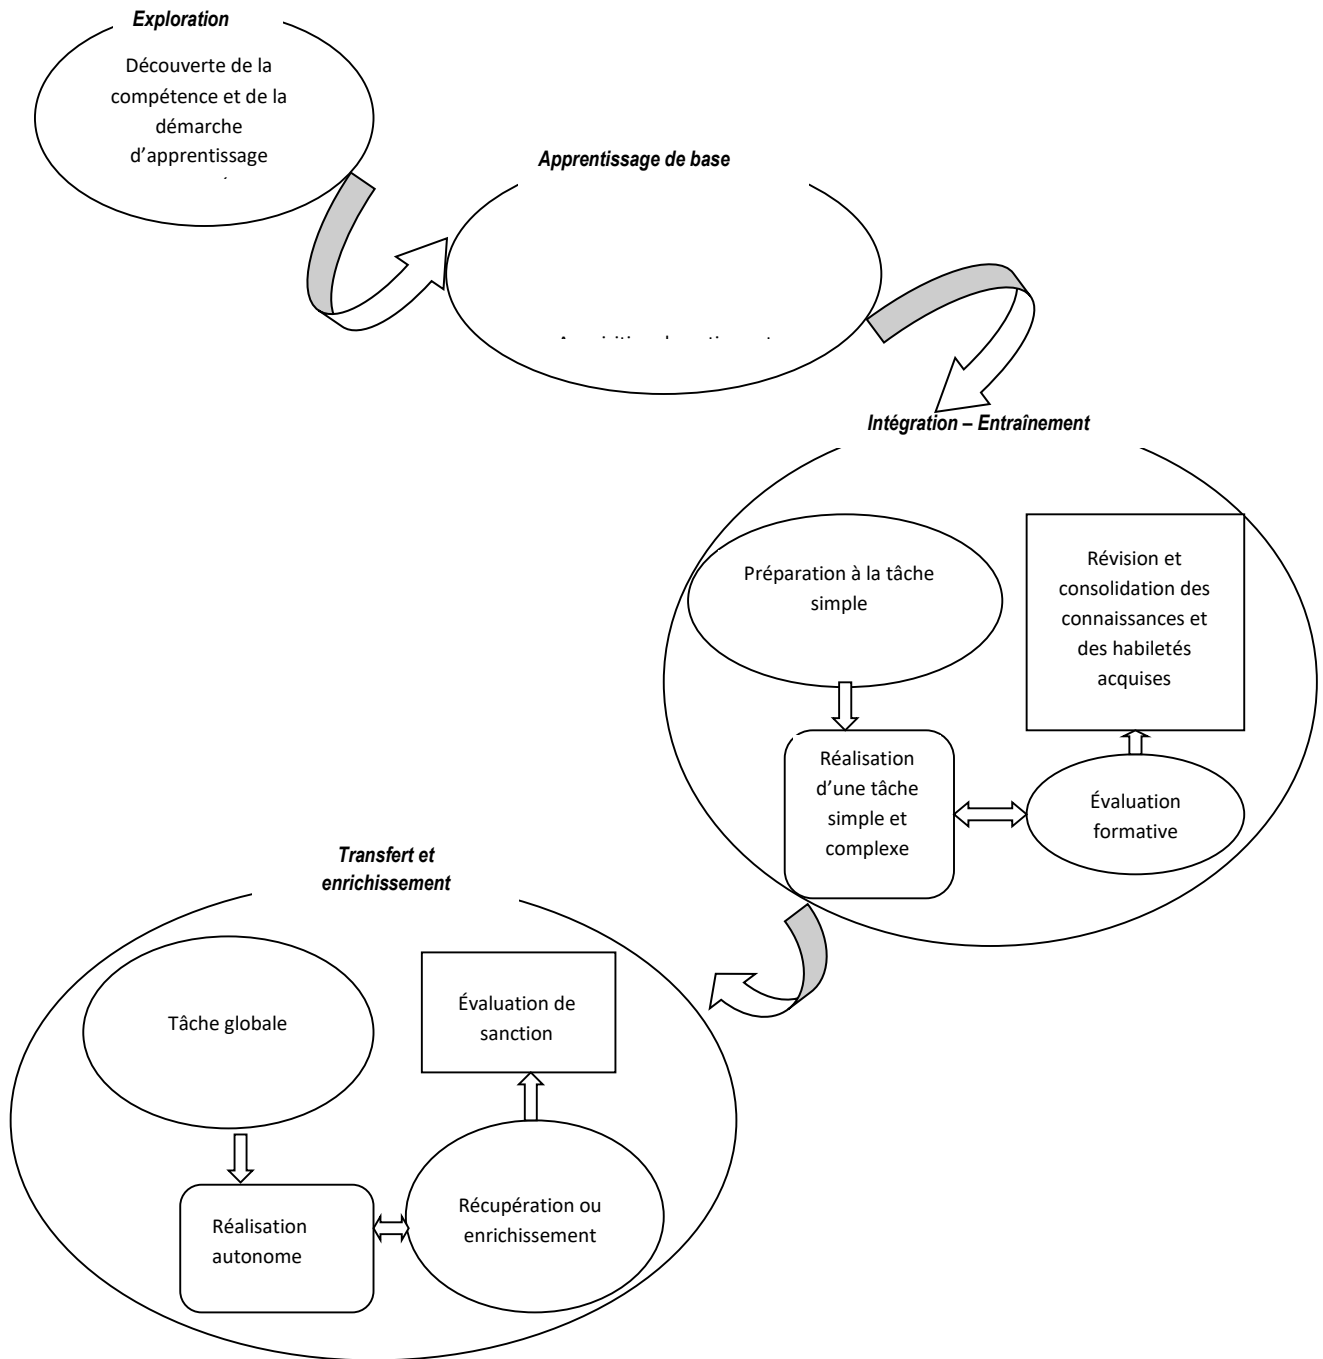 Exploration
Découverte de la
compétence et de la
démarche
d’apprentissage
Apprentissage de base
Intégration – Entraînement
Préparation à la tâche
simple
Révision et
consolidation des
connaissances et
des habiletés
acquises
Réalisation
d’une tâche
simple et
complexe
Évaluation
formative
Transfert et
enrichissement
Tâche globale
Évaluation de
sanction
Réalisation
autonome
Récupération ou
enrichissement